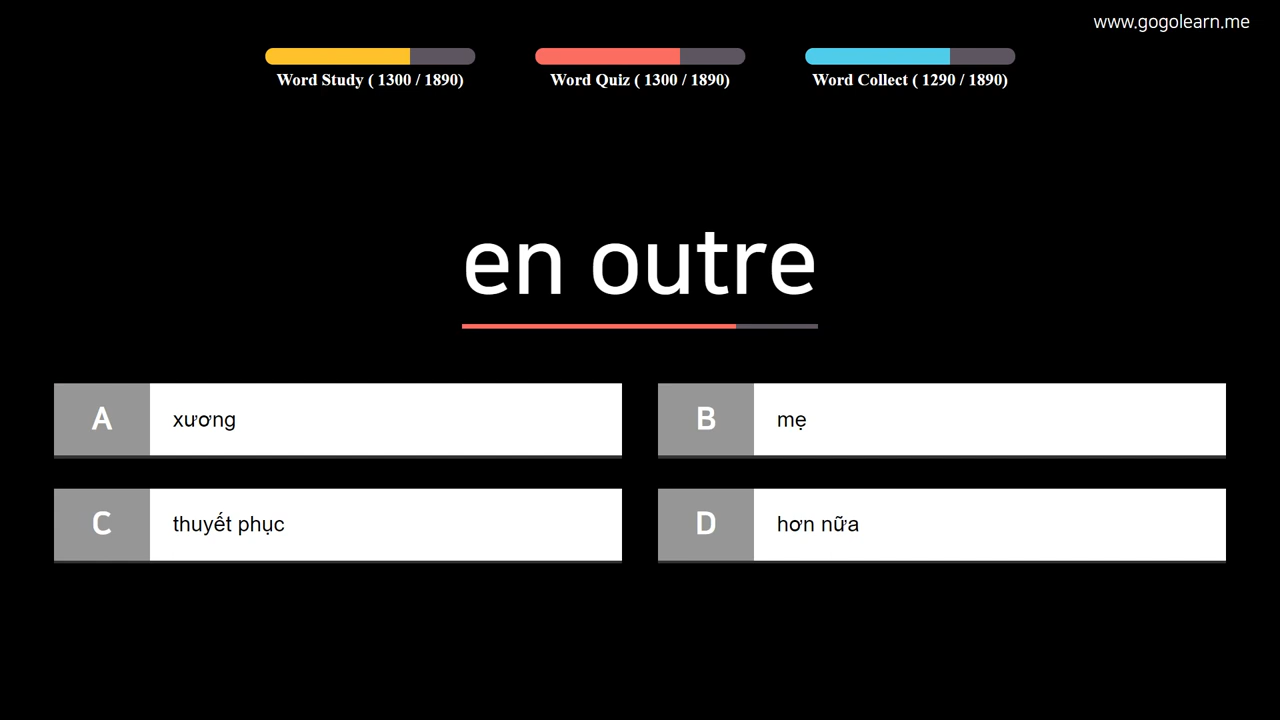 www.gogolearn.me
Word Study ( 1300 / 1890)
Word Quiz ( 1300 / 1890)
Word Collect ( 1290 / 1890)
en outre
A xương
B mẹ
C thuyết phục
D hơn nữa